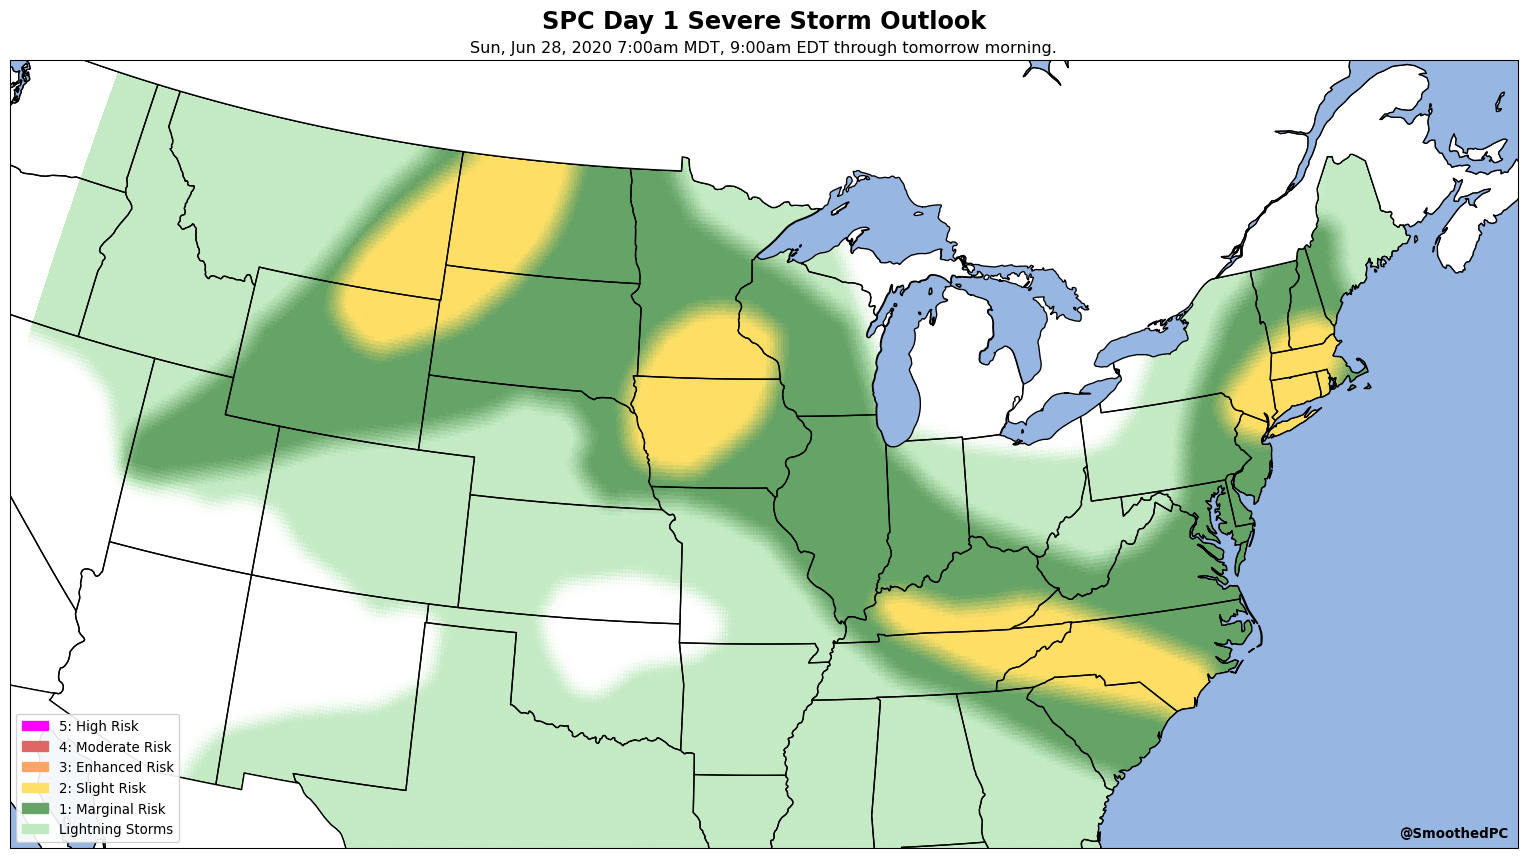 SPC Day 1 Severe Storm Outlook
Sun, Jun 28, 2020 7:00am MDT, 9:00am EDT through tomorrow morning.
5: High Risk
4: Moderate Risk
3: Enhanced Risk
2: Slight Risk
1: Marginal Risk
Lightning Storms
@SmoothedPC